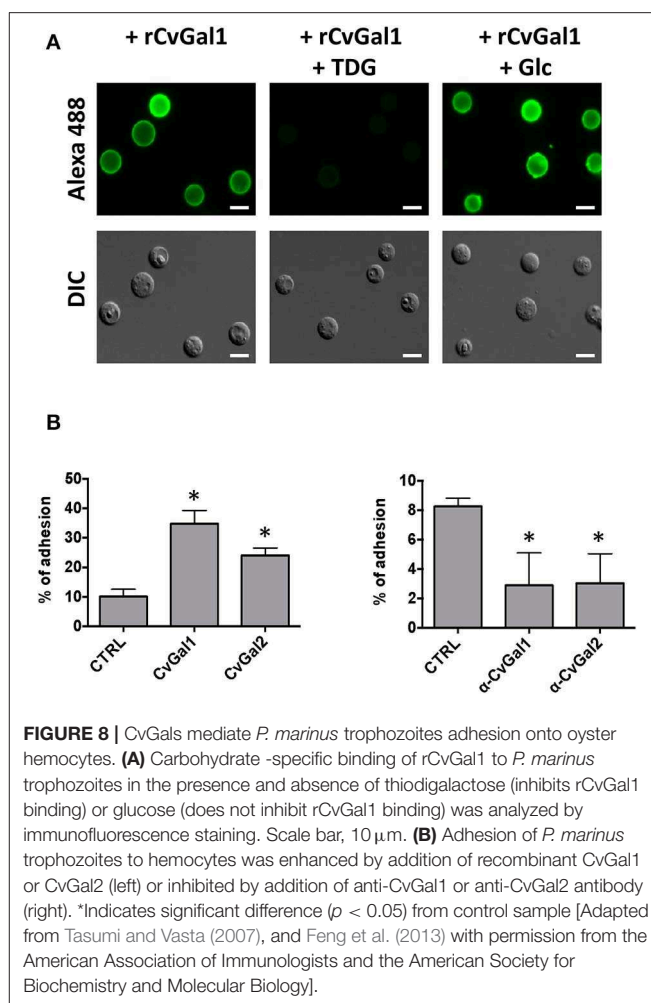 A
+ rCvGal1
+ rCvGal1
+ TDG
+ rCvGal1
+ Glc
Alexa 488
DIC
B
% of adhesion
50
40
30
20
10
0
*
*
CTRL
CvGal1
CvGal2
% of adhesion
10
8
6
4
2
0
*
*
CTRL
α-CvGal1
α-CvGal2
FIGURE 8 | CvGals mediate P. marinus trophozoites adhesion onto oyster
hemocytes. (A) Carbohydrate -specific binding of rCvGal1 to P. marinus
trophozoites in the presence and absence of thiodigalactose (inhibits rCvGal1
binding) or glucose (does not inhibit rCvGal1 binding) was analyzed by
immunofluorescence staining. Scale bar, 10 μm. (B) Adhesion of P. marinus
trophozoites to hemocytes was enhanced by addition of recombinant CvGal1
or CvGal2 (left) or inhibited by addition of anti-CvGal1 or anti-CvGal2 antibody
(right). *Indicates significant difference (p < 0.05) from control sample [Adapted
from Tasumi and Vasta (2007), and Feng et al. (2013) with permission from the
American Association of Immunologists and the American Society for
Biochemistry and Molecular Biology].